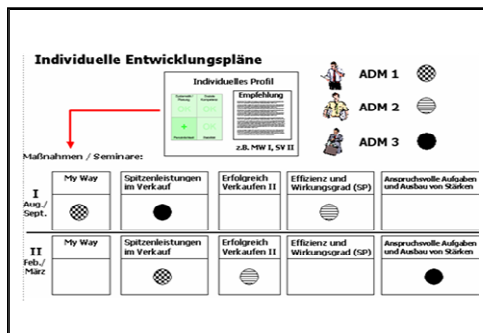 Individuelle Entwicklungspläne
Individuelles Profil
Empfehlung
z.B. MW I, SV II
ADM 1
ADM 2
ADM 3
Maßnahmen / Seminare:
I
Aug./
Sept.
My Way
Spitzenleistungen
im Verkauf
Erfolgreich
Verkaufen II
Effizienz und
Wirkungsgrad (SP)
Anspruchsvolle Aufgaben
und Ausbau von Stärken
II
Feb./
März
My Way
Spitzenleistungen
im Verkauf
Erfolgreich
Verkaufen II
Effizienz und
Wirkungsgrad (SP)
Anspruchsvolle Aufgaben
und Ausbau von Stärken